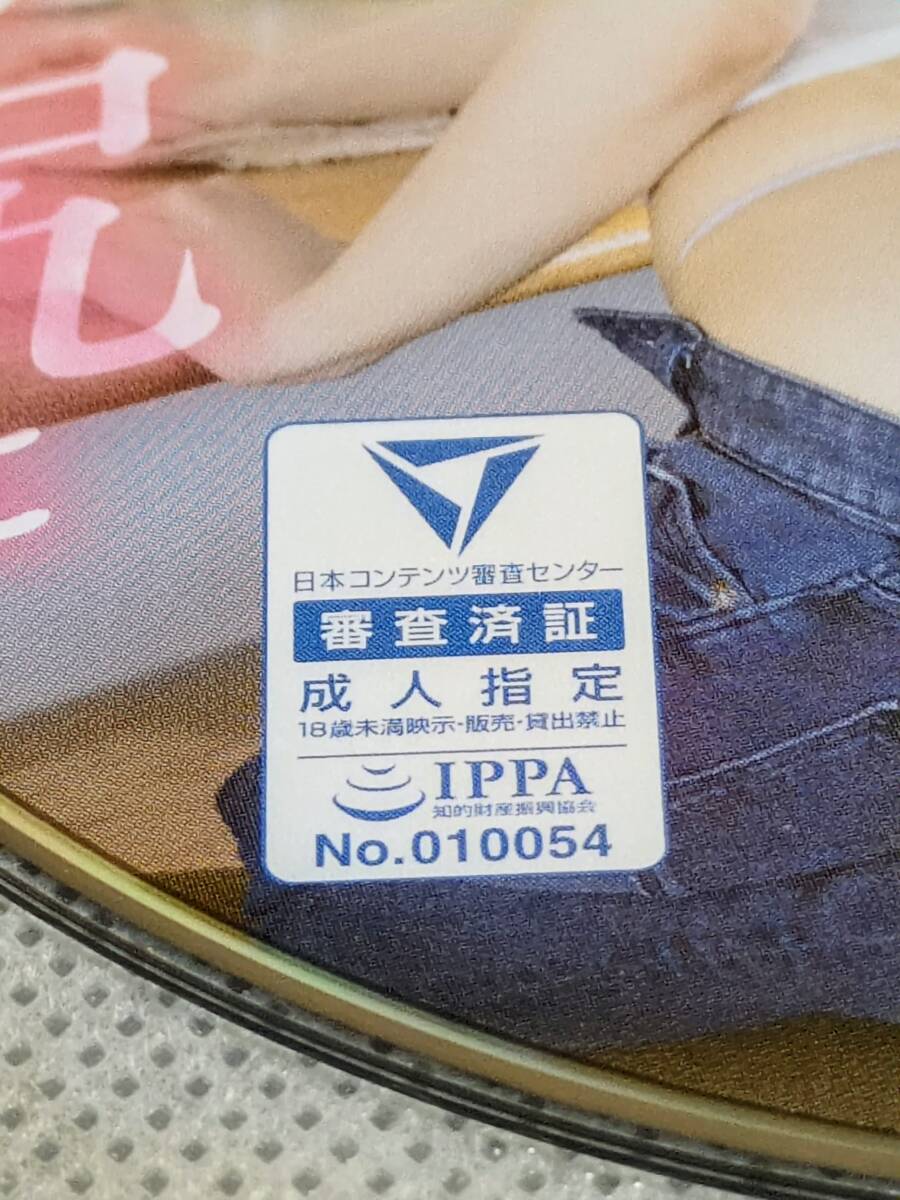 日本コンテンツ審査センター
審査済証
成人指定
18歳未満映示・販売・貸出禁止
IPPA
知的財産振興協会
No.010054